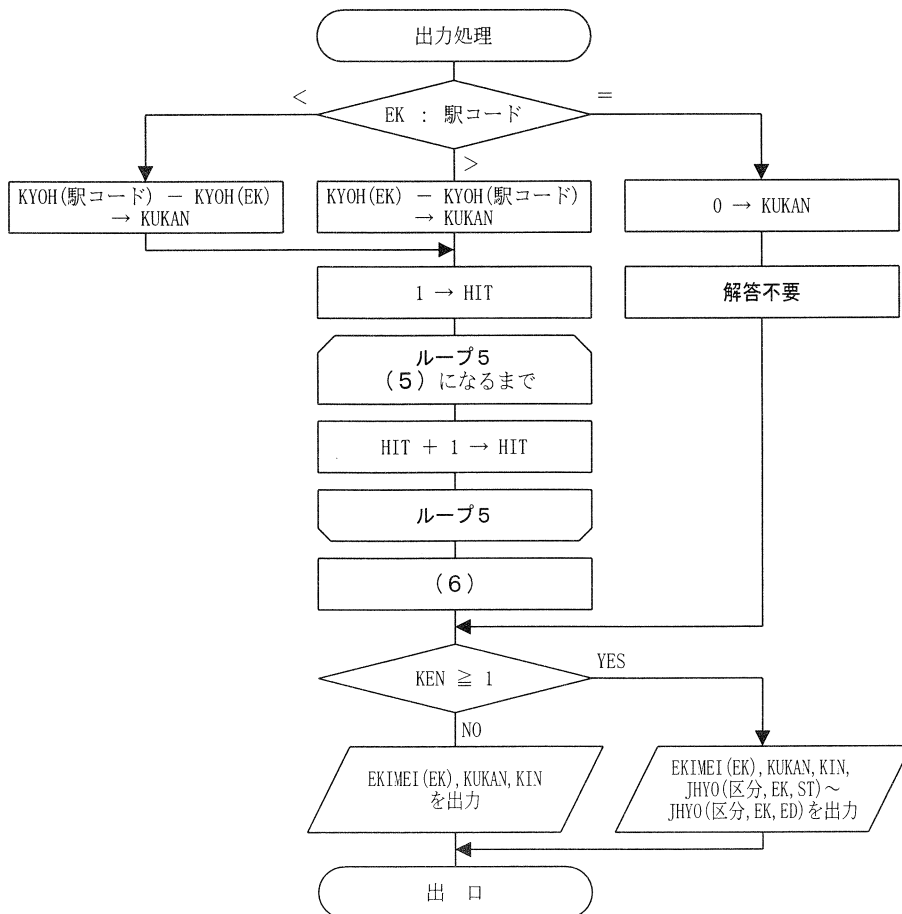 出力処理
<
=
EK : 駅コード
>
KYOH(駅コード) － KYOH(EK)
→ KUKAN
KYOH(EK) － KYOH(駅コード)
→ KUKAN
0 → KUKAN
1 → HIT
解答不要
ループ5
(5) になるまで
HIT + 1 → HIT
ループ5
(6)
KEN ≧ 1
YES
NO
EKIMEI(EK),KUKAN,KIN
を出力
EKIMEI(EK),KUKAN,KIN,
JHYO(区分,EK,ST)～
JHYO(区分,EK,ED)を出力
出 口